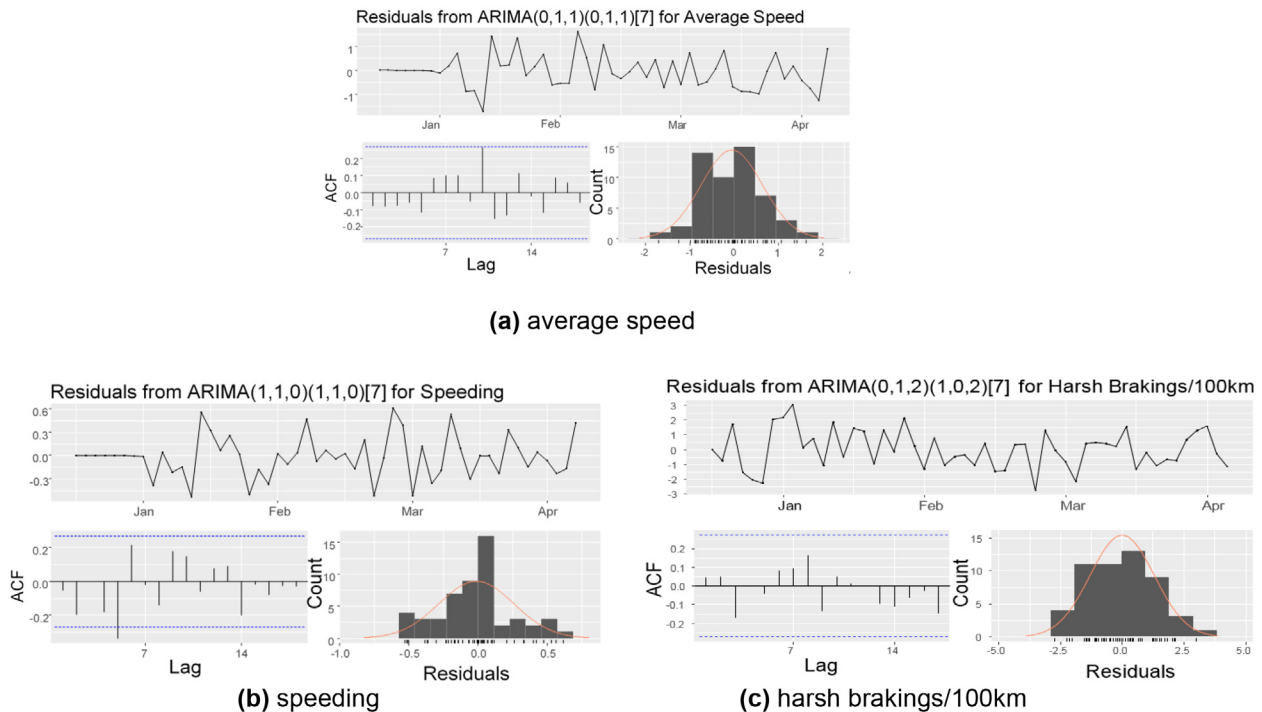 Residuals from ARIMA(0,1,1)(0,1,1)[7] for Average Speed
1
0
-1
Jan Feb Mar Apr
ACF
0.2
0.1
0.0
-0.1
-0.2
7 14
Lag
Count
15
10
5
0
-2 -1 0 1 2
Residuals
(a) average speed
Residuals from ARIMA(1,1,0)(1,1,0)[7] for Speeding
0.6
0.3
0.0
-0.3
Jan Feb Mar Apr
ACF
0.2
0.0
-0.2
7 14
Lag
Count
15
10
5
0
-1.0 -0.5 0.0 0.5
Residuals
(b) speeding
Residuals from ARIMA(0,1,2)(1,0,2)[7] for Harsh Brakings/100km
3
2
1
0
-1
-2
-3
Jan Feb Mar Apr
ACF
0.2
0.1
0.0
-0.1
-0.2
7 14
Lag
Count
15
10
5
0
-5.0 -2.5 0.0 2.5 5.0
Residuals
(c) harsh brakings/100km